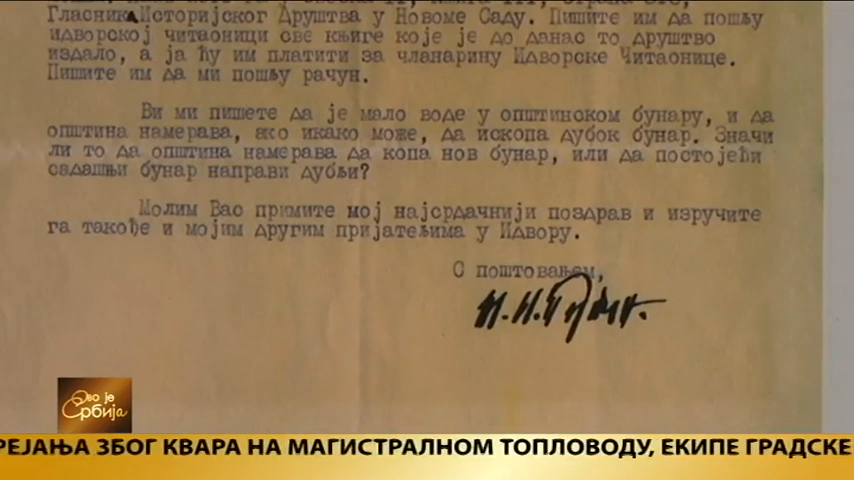 Гласника Историјског Друштва у Новоме Саду. Пишите им да пошљу
идворској читаоници све књиге које је до данас то друштво
издало, а ја ћу им платити за чланарину Идворске Читаонице.
Пишите им да ми пошљу рачун.
Ви ми пишете да је мало воде у општинском бунару, и да
општина намерава, ако икако може, да ископа дубок бунар. Значи
ли то да општина намерава да копа нов бунар, или да постојећи
садашњи бунар направи дубљи?
Молим Вас примите мој најсрдачнији поздрав и изручите
га такође и мојим другим пријатељима у Идвору.
С поштовањем,
Ово је
Србија
РЕЈАЊА ЗБОГ КВАРА НА МАГИСТРАЛНОМ ТОПЛОВОДУ, ЕКИПЕ ГРАДСКЕ